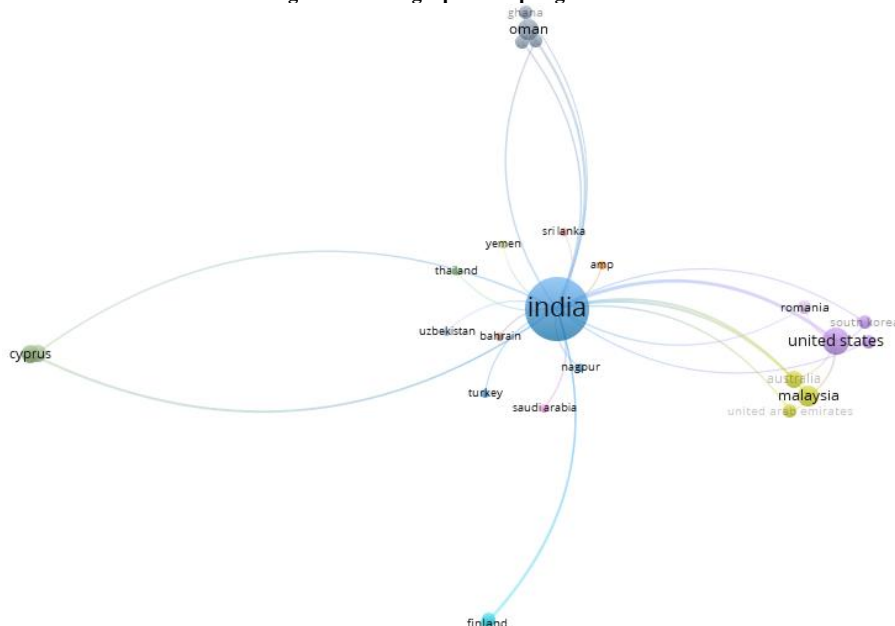 ghana
oman
sri lanka
yemen
amp
thailand
india
romania
south korea
uzbekistan
bahrain
united states
cyprus
nagpur
australia
turkey
malaysia
saudi arabia
united arab emirates
finland